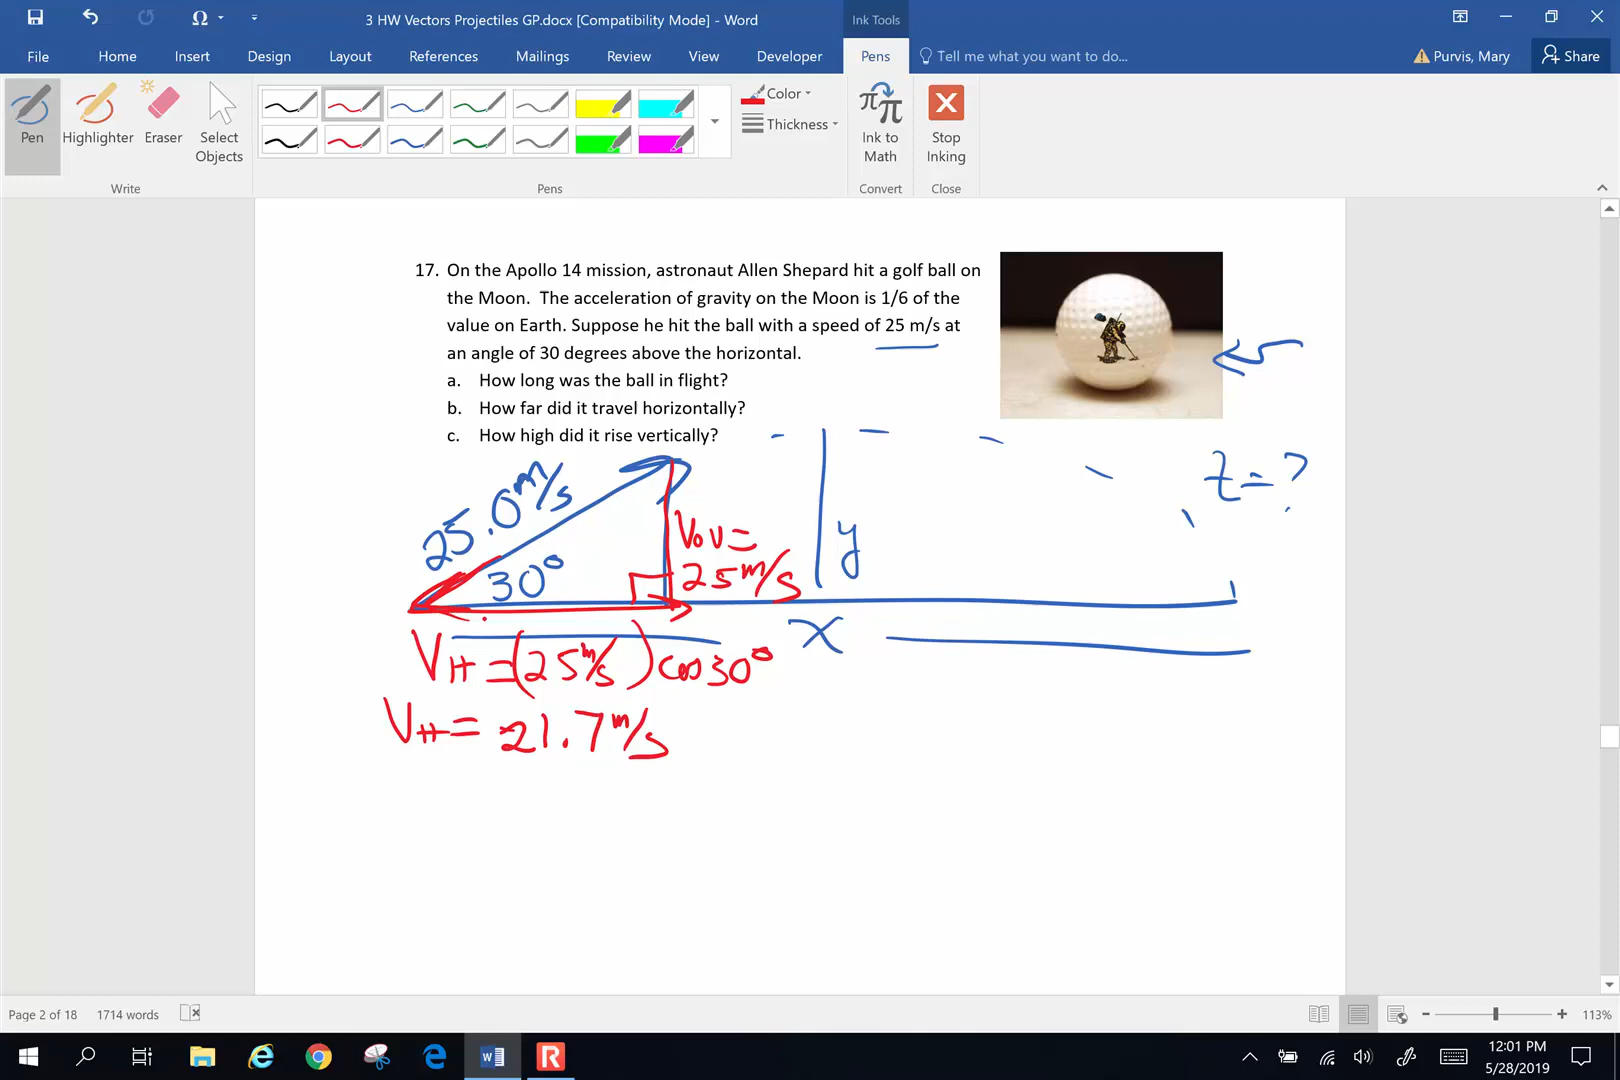 3 HW Vectors Projectiles GP.docx [Compatibility Mode] - Word
Ink Tools
File Home Insert Design Layout References Mailings Review View Developer Pens Tell me what you want to do... Purvis, Mary Share
Pen
Highlighter
Eraser
Select
Objects
Color
Thickness
Ink to
Math
Stop
Inking
Write
Pens
Convert
Close
17. On the Apollo 14 mission, astronaut Allen Shepard hit a golf ball on
the Moon. The acceleration of gravity on the Moon is 1/6 of the
value on Earth. Suppose he hit the ball with a speed of 25 m/s at
an angle of 30 degrees above the horizontal.
a. How long was the ball in flight?
b. How far did it travel horizontally?
c. How high did it rise vertically?
25.0 m/s
30°
V₀V =
25 m/s
y
t = ?
x
VH = (25 m/s) cos 30°
VH = 21.7 m/s
Page 2 of 18 1714 words
113%
12:01 PM
5/28/2019